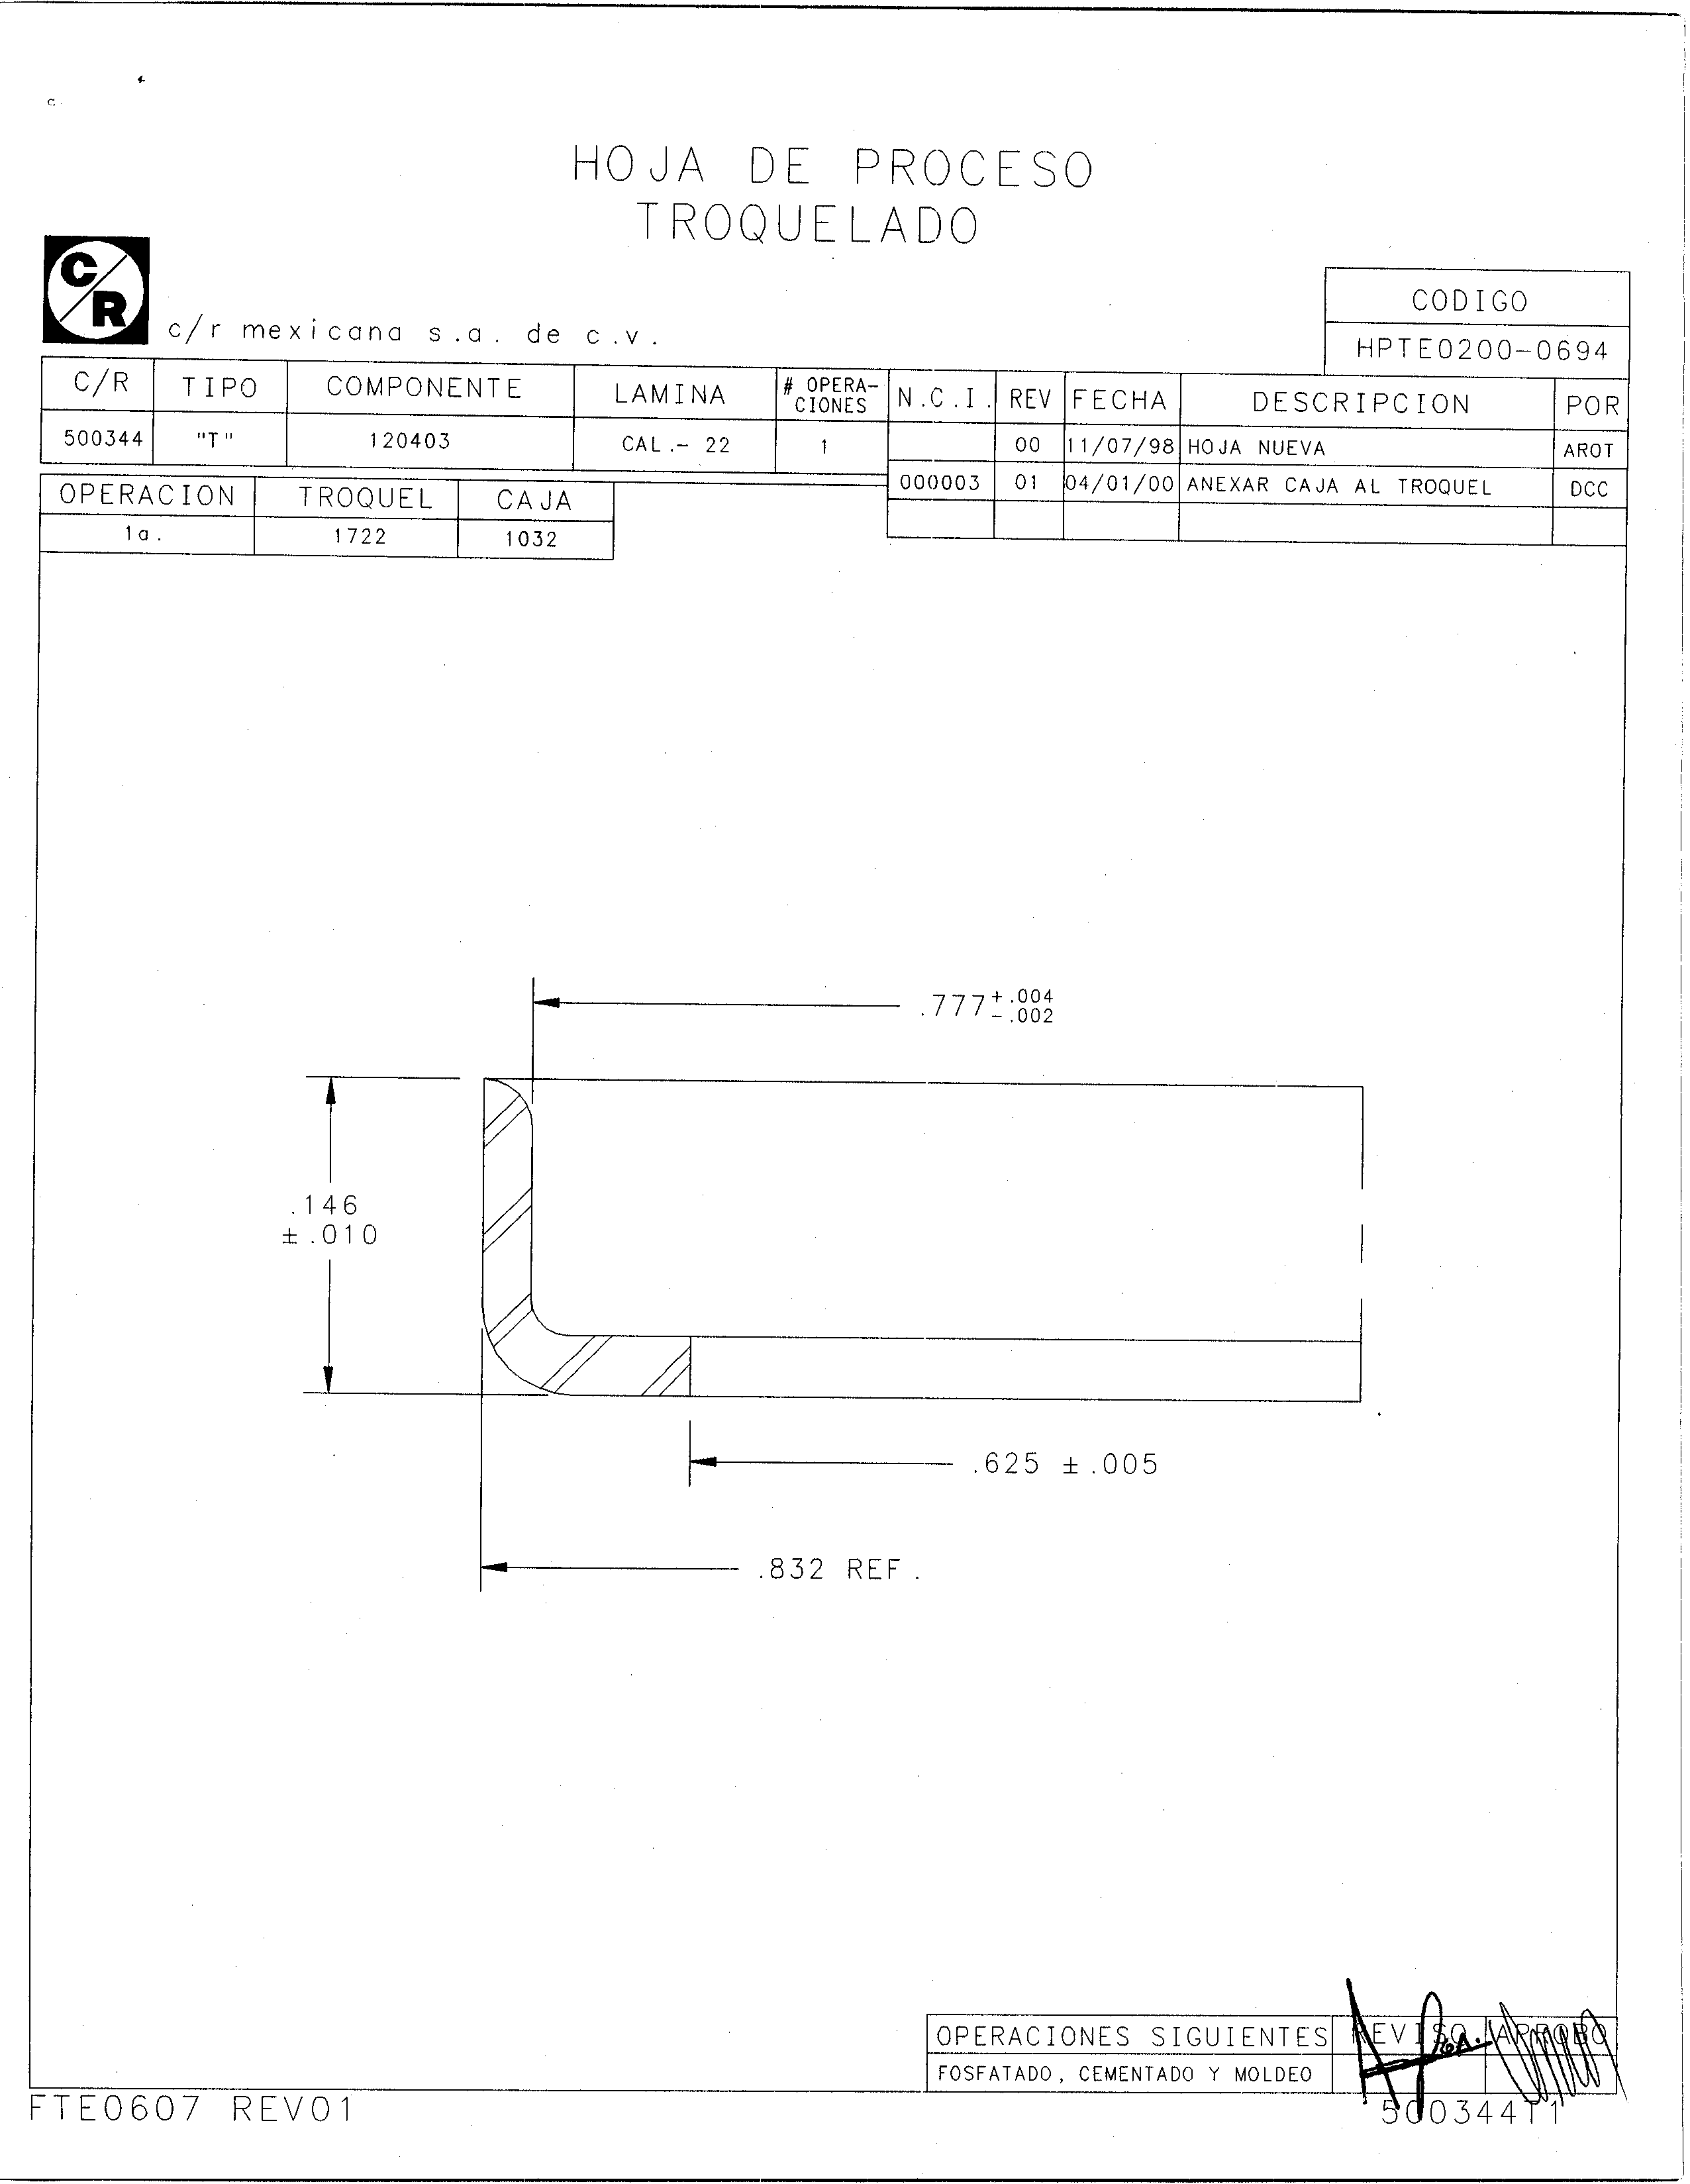 HOJA DE PROCESO
TROQUELADO
C/R
c/r mexicana s.a. de c.v.
CODIGO
HPTE0200-0694
C/R TIPO COMPONENTE LAMINA # OPERA-CIONES N.C.I. REV FECHA DESCRIPCION POR
500344 "T" 120403 CAL.- 22 1 00 11/07/98 HOJA NUEVA AROT
000003 01 04/01/00 ANEXAR CAJA AL TROQUEL DCC
OPERACION TROQUEL CAJA
1a. 1722 1032
.777 +.004
-.002
.146
±.010
.625 ±.005
.832 REF.
OPERACIONES SIGUIENTES REVISO APROBO
FOSFATADO, CEMENTADO Y MOLDEO
FTE0607 REV01
500344T1